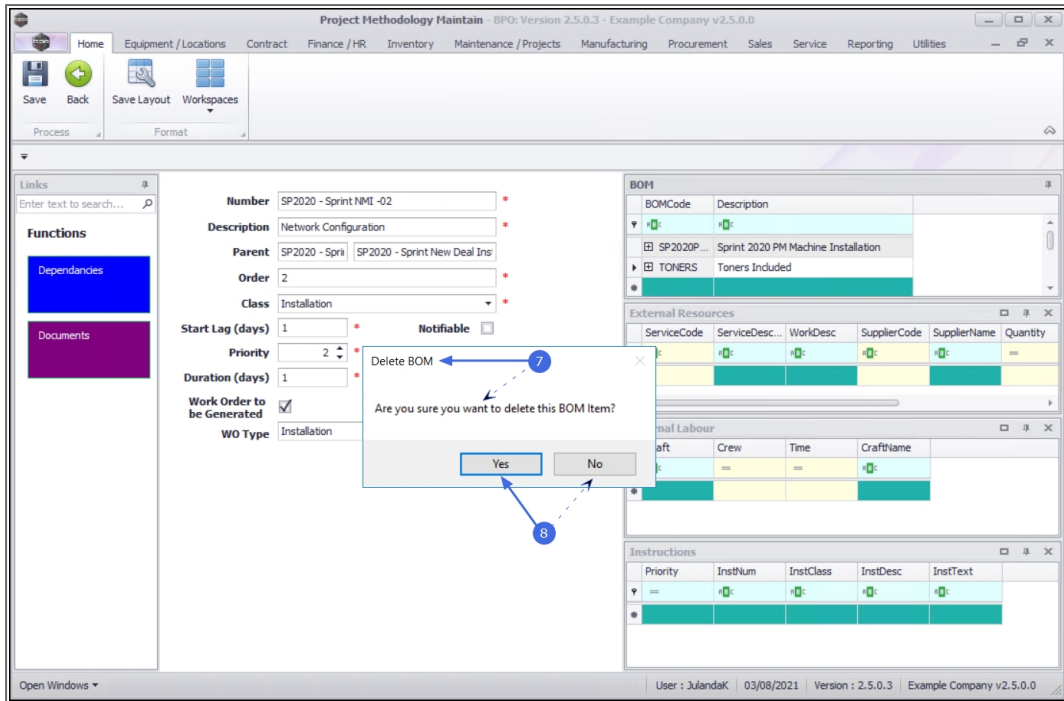 Project Methodology Maintain - BPO: Version 2.5.0.3 - Example Company v2.5.0.0
Home Equipment / Locations Contract Finance / HR Inventory Maintenance / Projects Manufacturing Procurement Sales Service Reporting Utilities
Save Back Save Layout Workspaces
Process Format
Links
Enter text to search...
Functions
Dependancies
Documents
Number SP2020 - Sprint NMI -02 *
Description Network Configuration *
Parent SP2020 - Spri SP2020 - Sprint New Deal Ins
Order 2 *
Class Installation *
Start Lag (days) 1 * Notifiable
Priority 2 *
Duration (days) 1 *
Work Order to
be Generated
WO Type Installation
Delete BOM
7
Are you sure you want to delete this BOM Item?
Yes No
8
BOM
BOMCode Description
SP2020P... Sprint 2020 PM Machine Installation
TONERS Toners Included
External Resources
ServiceCode ServiceDesc... WorkDesc SupplierCode SupplierName Quantity
nal Labour
aft Crew Time CraftName
Instructions
Priority InstNum InstClass InstDesc InstText
Open Windows User : JulandaK 03/08/2021 Version : 2.5.0.3 Example Company v2.5.0.0